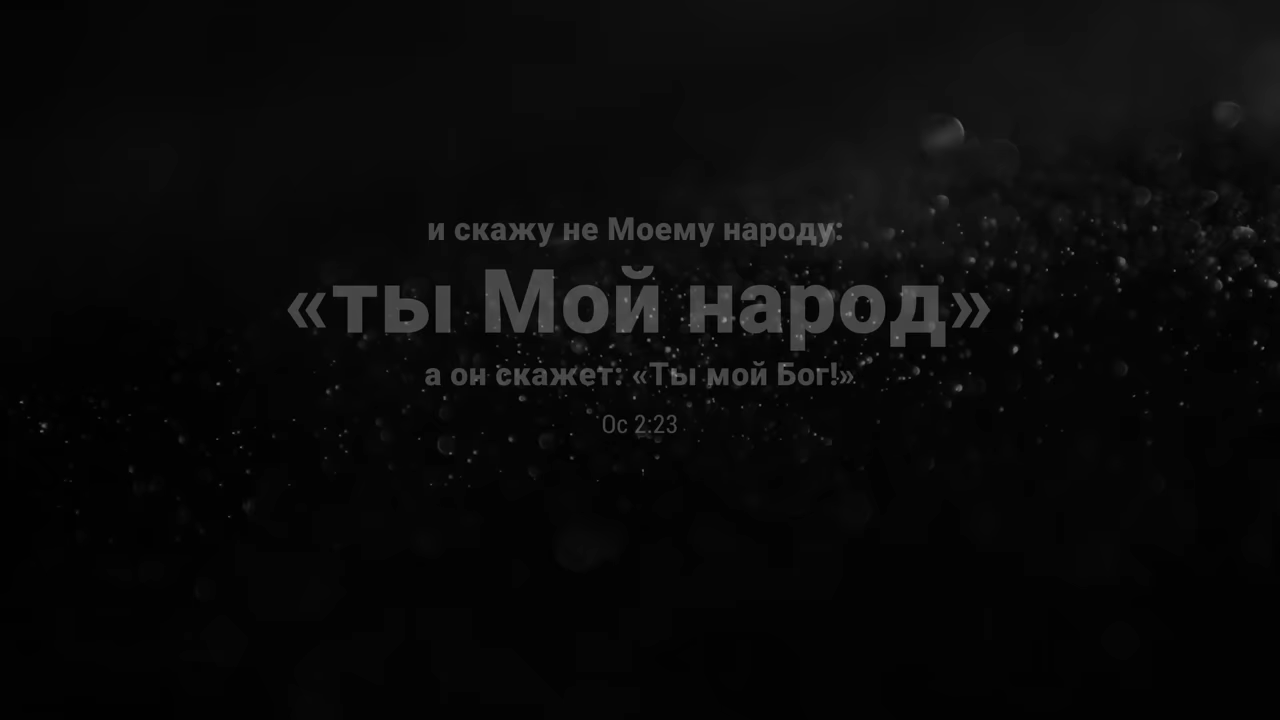 и скажу не Моему народу:
«ты Мой народ»
а он скажет: «Ты мой Бог!»
Ос 2:23